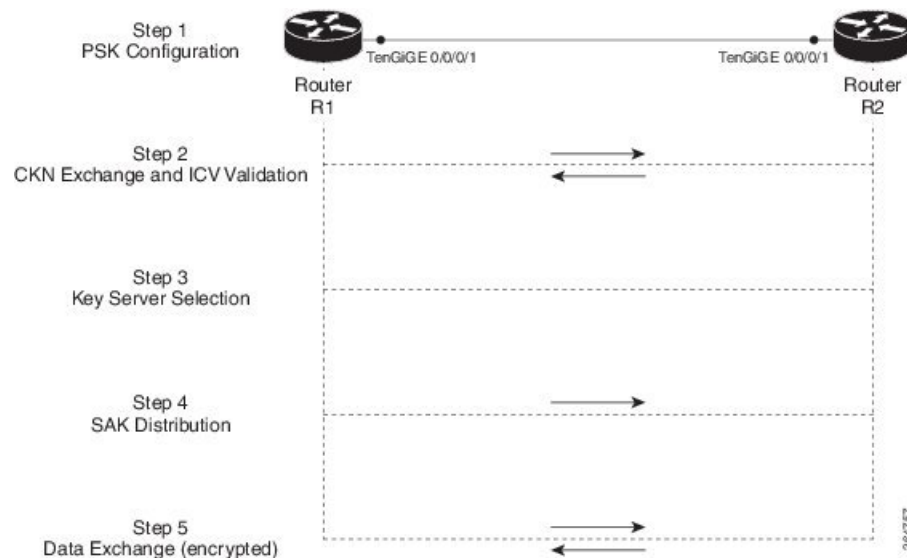 Step 1
PSK Configuration
TenGiGE 0/0/0/1
TenGiGE 0/0/0/1
Router
R1
Router
R2
Step 2
CKN Exchange and ICV Validation
Step 3
Key Server Selection
Step 4
SAK Distribution
Step 5
Data Exchange (encrypted)